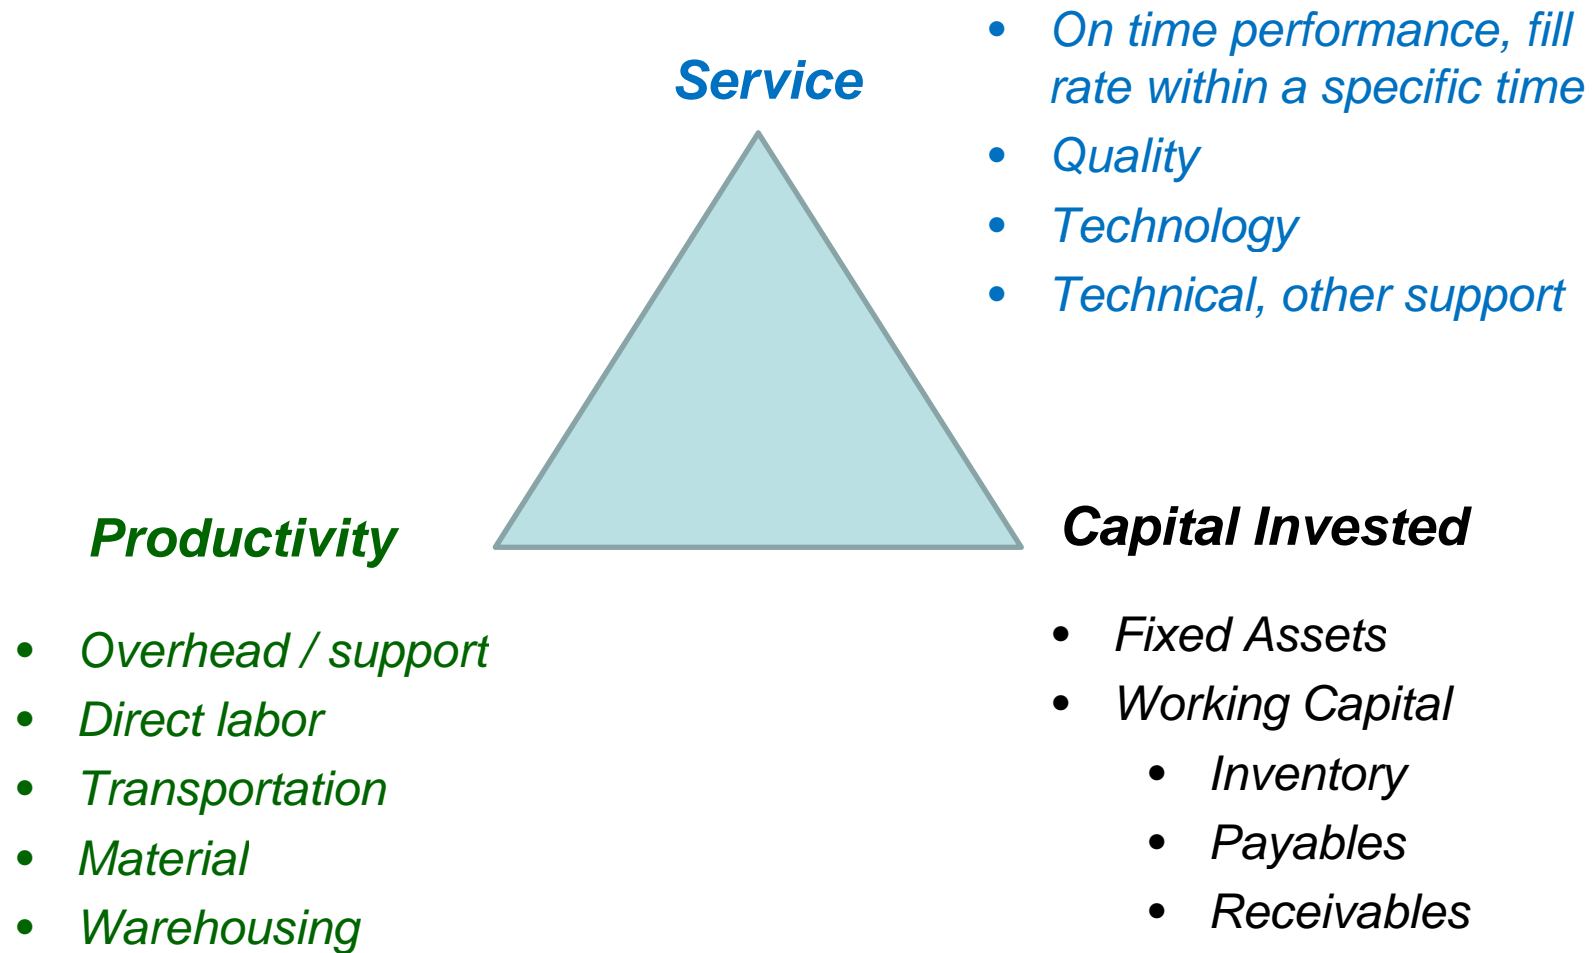 Service
• On time performance, fill
rate within a specific time
• Quality
• Technology
• Technical, other support
Productivity
• Overhead / support
• Direct labor
• Transportation
• Material
• Warehousing
Capital Invested
• Fixed Assets
• Working Capital
• Inventory
• Payables
• Receivables